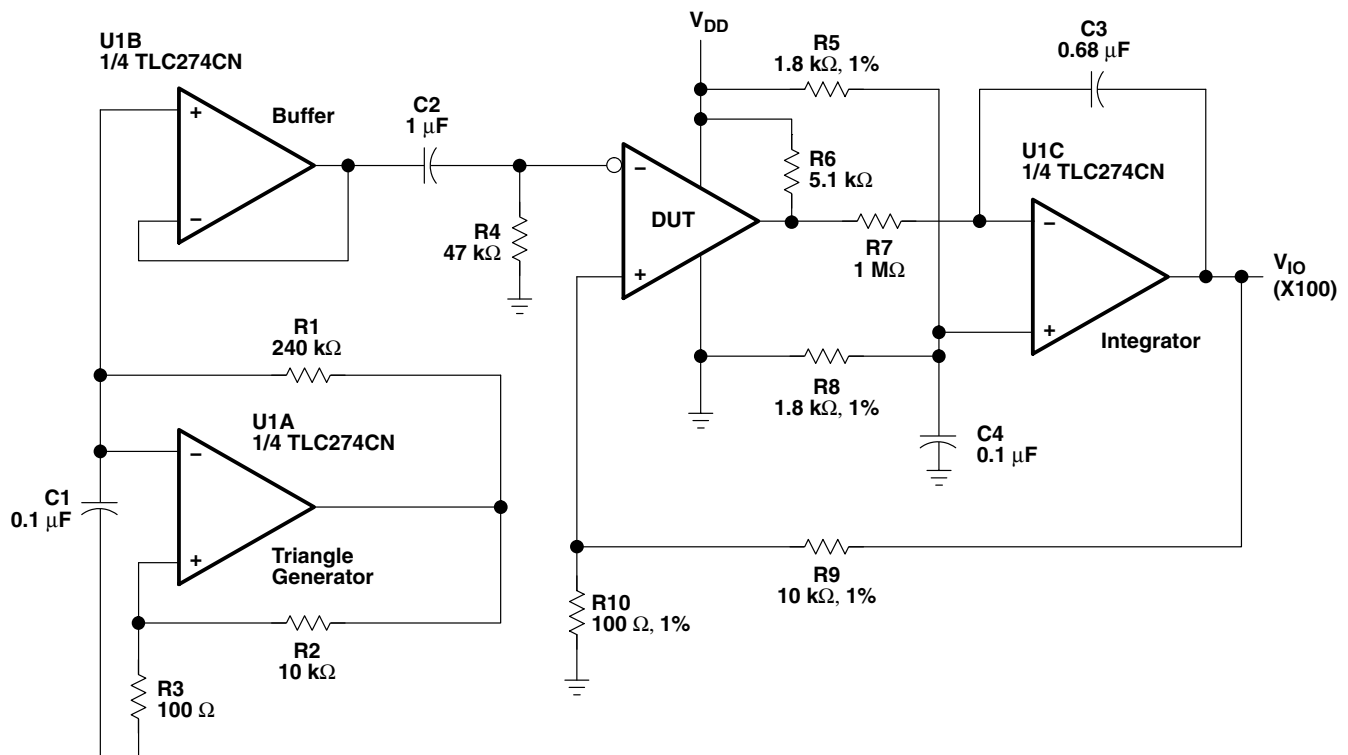 U1B
1/4 TLC274CN
Buffer
+
−
C2
1 μF
R4
47 kΩ
VDD
R5
1.8 kΩ, 1%
R6
5.1 kΩ
−
DUT
+
R7
1 MΩ
C3
0.68 μF
U1C
1/4 TLC274CN
−
+
Integrator
VIO
(X100)
R8
1.8 kΩ, 1%
C4
0.1 μF
R1
240 kΩ
U1A
1/4 TLC274CN
−
+
C1
0.1 μF
Triangle
Generator
R2
10 kΩ
R3
100 Ω
R9
10 kΩ, 1%
R10
100 Ω, 1%